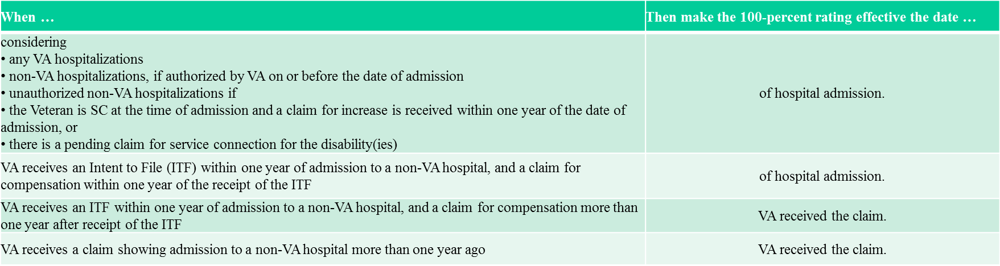 When …
Then make the 100-percent rating effective the date …
considering
• any VA hospitalizations
• non-VA hospitalizations, if authorized by VA on or before the date of admission
• unauthorized non-VA hospitalizations if
• the Veteran is SC at the time of admission and a claim for increase is received within one year of the date of
admission, or
• there is a pending claim for service connection for the disability(ies)
of hospital admission.
VA receives an Intent to File (ITF) within one year of admission to a non-VA hospital, and a claim for
compensation within one year of the receipt of the ITF
of hospital admission.
VA receives an ITF within one year of admission to a non-VA hospital, and a claim for compensation more than
one year after receipt of the ITF
VA received the claim.
VA receives a claim showing admission to a non-VA hospital more than one year ago
VA received the claim.